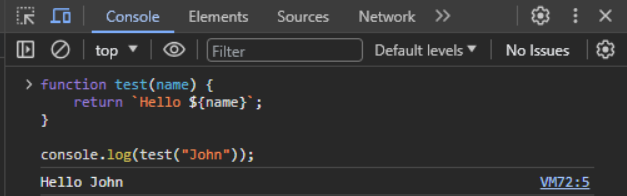 Console Elements Sources Network
top Filter Default levels No Issues
function test(name) {
    return `Hello ${name}`;
}

console.log(test("John"));
Hello John VM72:5